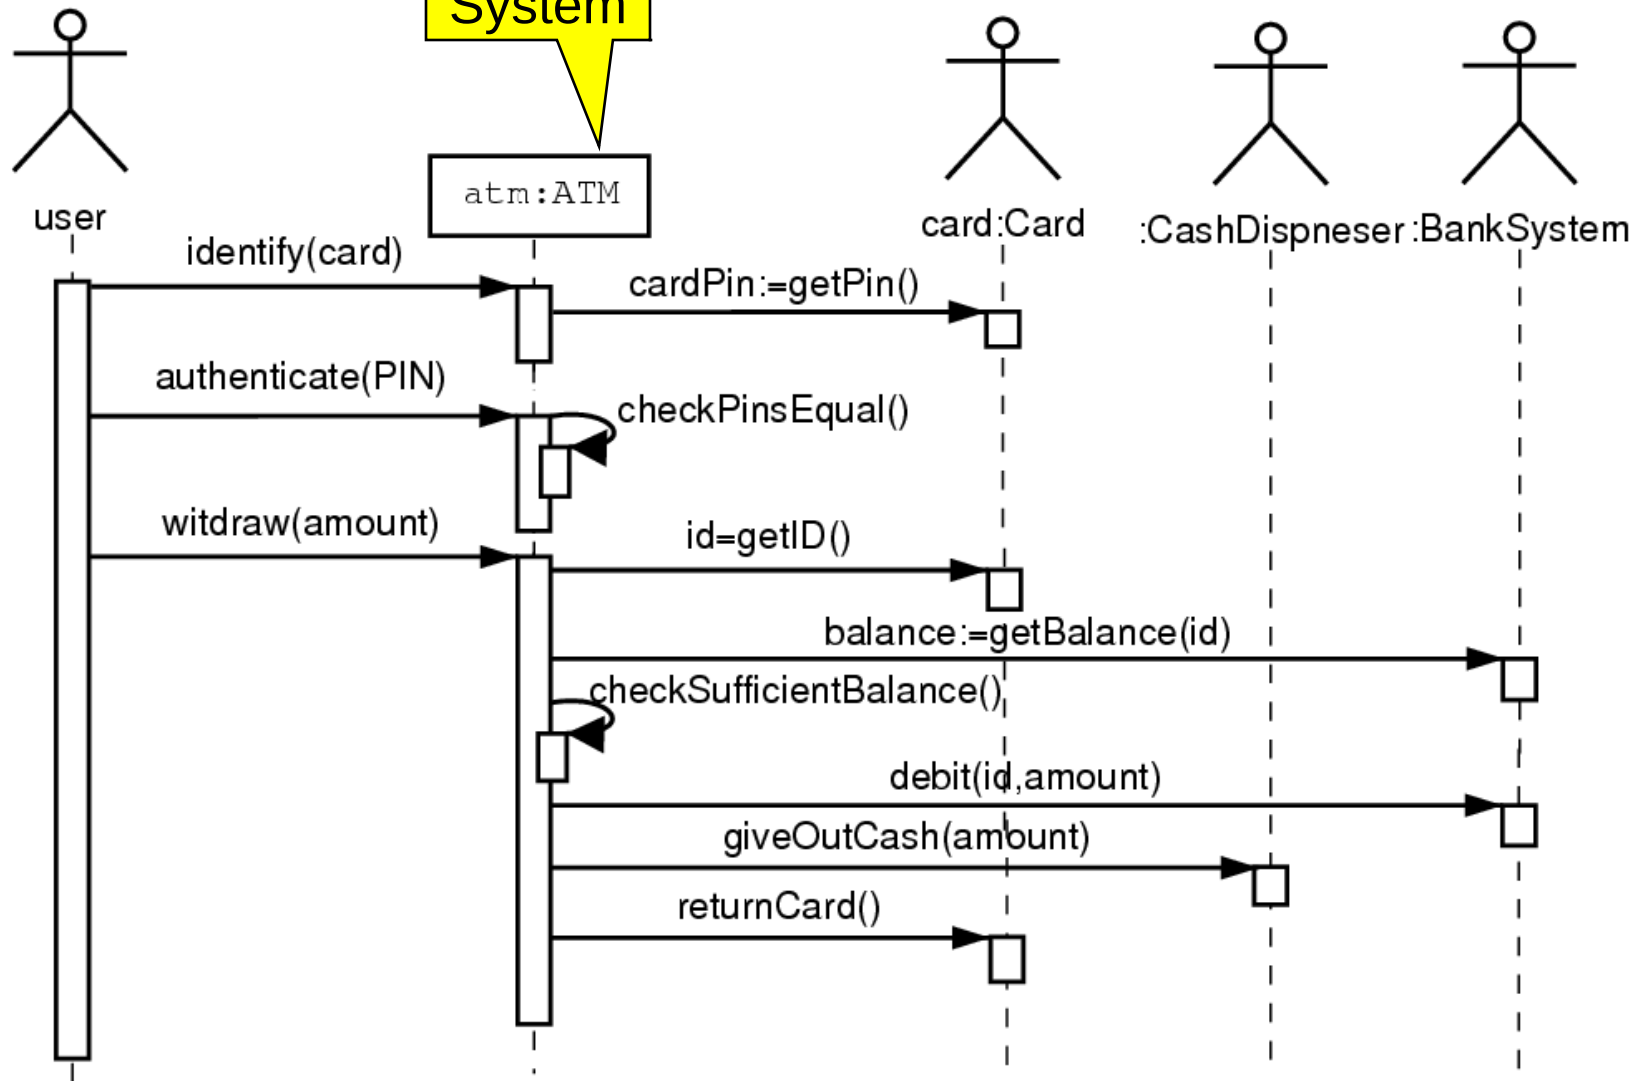 System
atm:ATM
user
card:Card
:CashDispneser
:BankSystem
identify(card)
cardPin:=getPin()
authenticate(PIN)
checkPinsEqual()
witdraw(amount)
id=getID()
balance:=getBalance(id)
checkSufficientBalance()
debit(id,amount)
giveOutCash(amount)
returnCard()